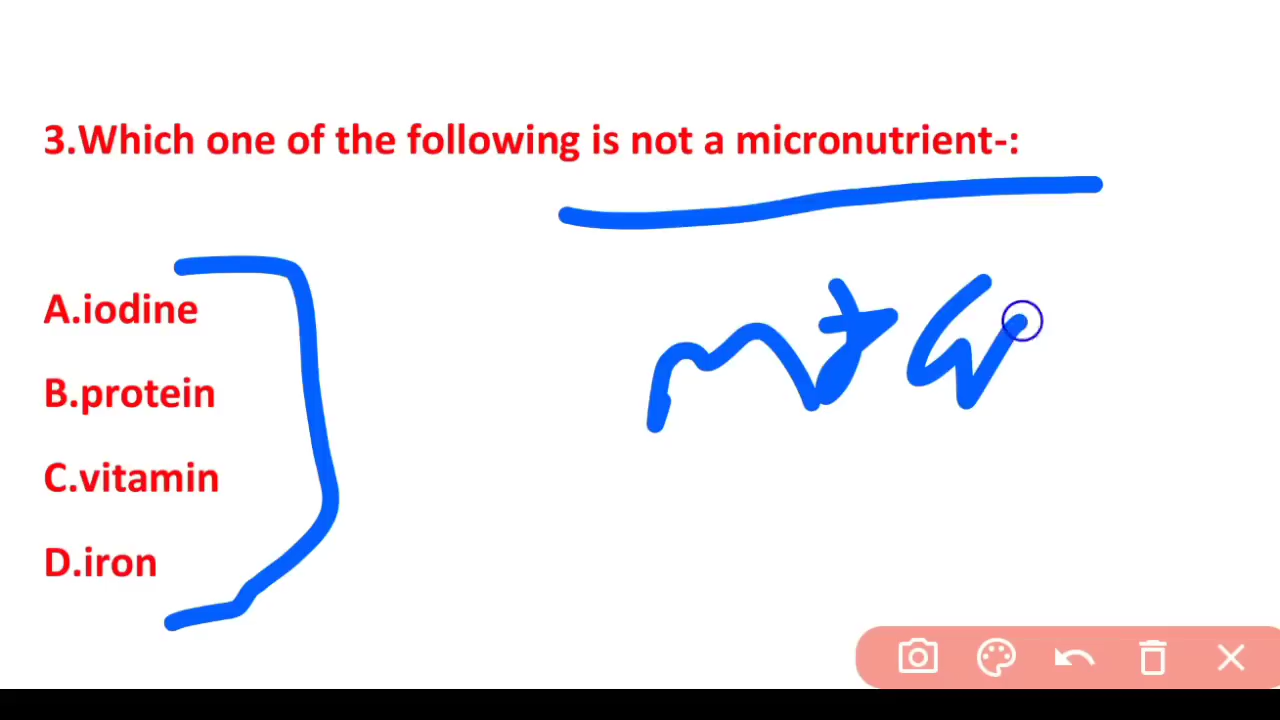 3.Which one of the following is not a micronutrient-:
A.iodine
B.protein
C.vitamin
D.iron